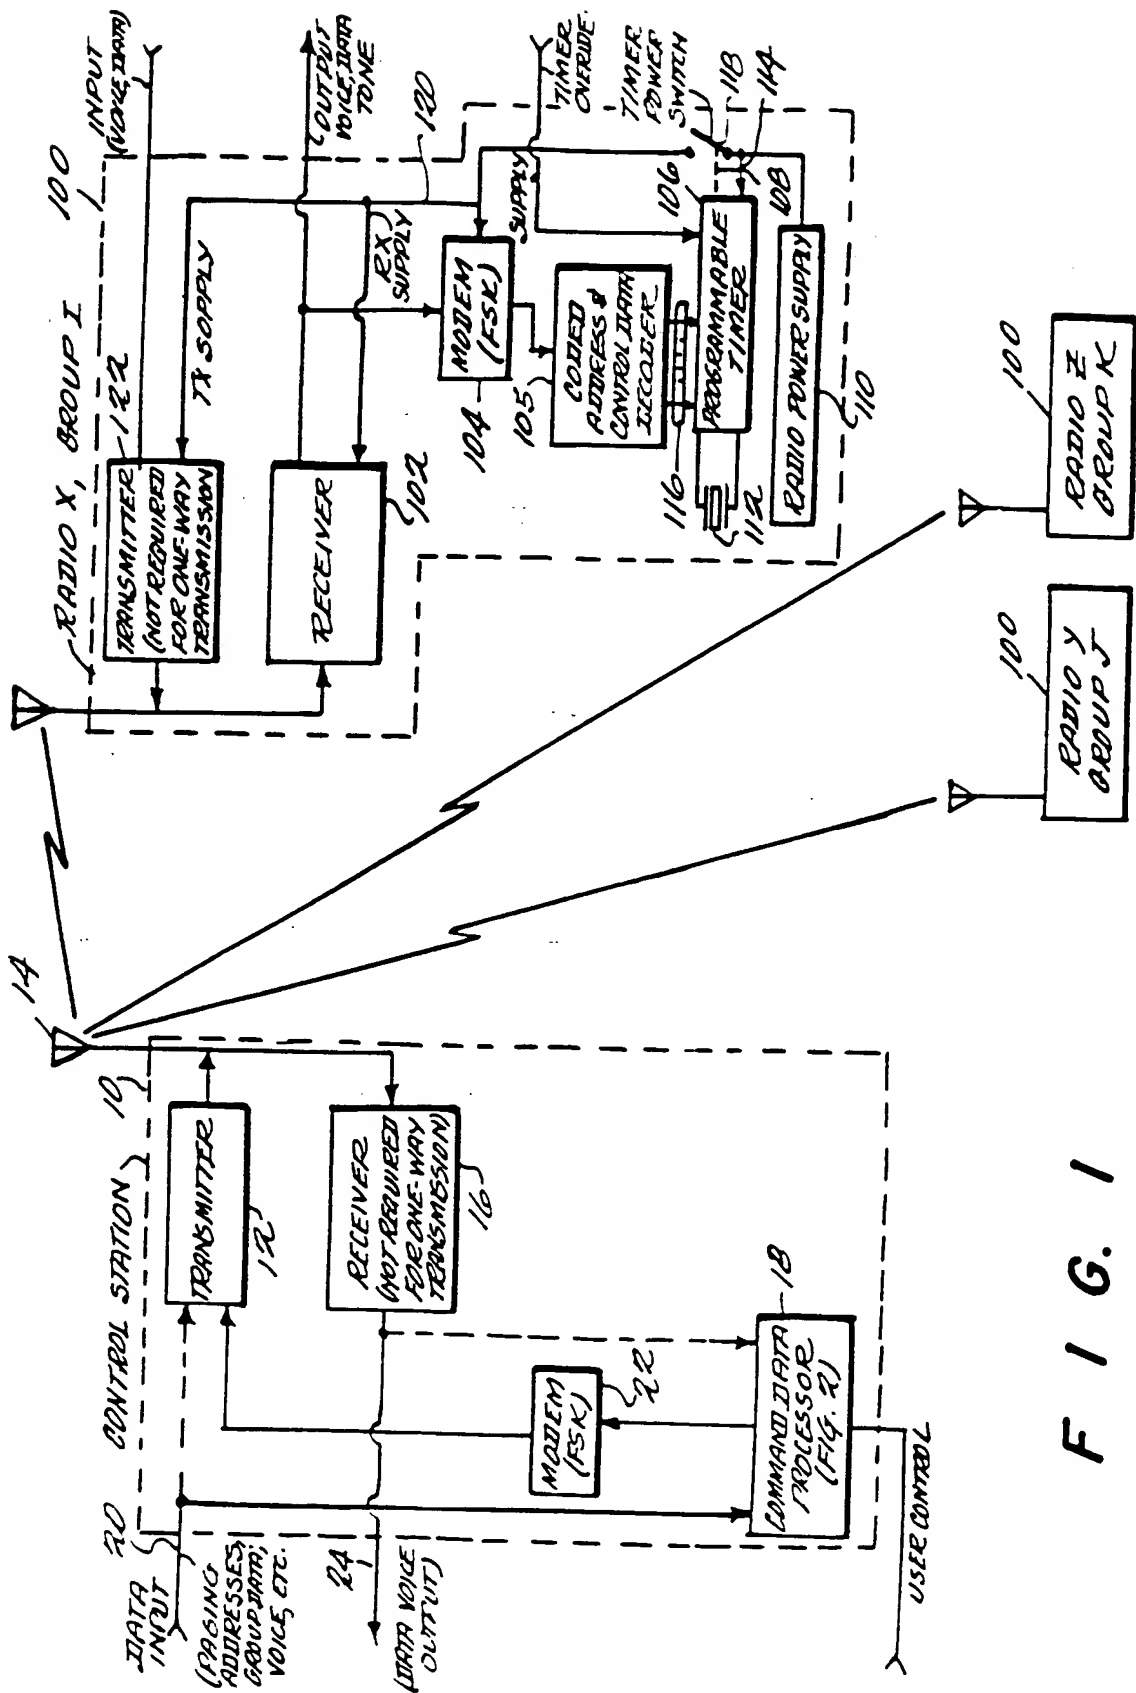 DATA
INPUT
20
(PAGING
ADDRESSES,
GROUP DATA,
VOICE, ETC.
24
(DATA VOICE
OUTPUT)
CONTROL STATION
10
14
TRANSMITTER
12
RECEIVER
(NOT REQUIRED
FOR ONE-WAY
TRANSMISSION)
16
MODEM
(FSK)
22
COMMAND DATA
PROCESSOR
(FIG. 2)
18
USER CONTROL
RADIO X, GROUP I
100
TRANSMITTER
(NOT REQUIRED
FOR ONE-WAY
TRANSMISSION
122
TX SUPPLY
INPUT
(VOICE, DATA)
RECEIVER
102
OUTPUT
VOICE, DATA
TONE
RX
SUPPLY
120
MODEM
(FSK)
104
SUPPLY
TIMER
OVERIDE
105
CODED
ADDRESS &
CONTROL DATA
DECODER
116
106
PROGRAMMABLE
TIMER
112
TIMER
POWER
SWITCH
118
114
108
RADIO POWER SUPPLY
110
100
RADIO Y
GROUP J
100
RADIO Z
GROUP K
FIG. 1